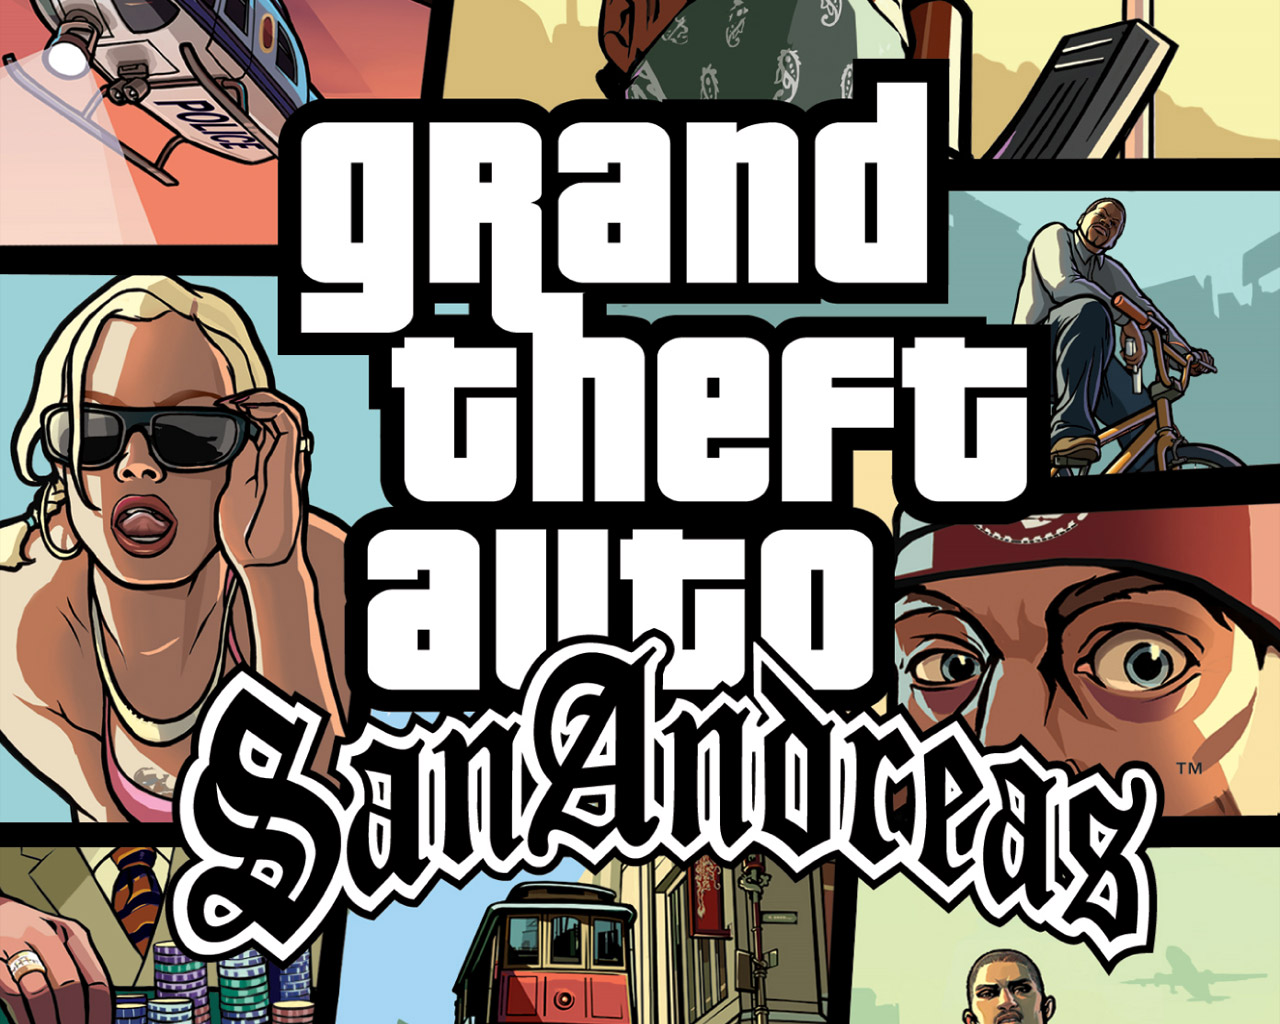 POLICE
grand
theft
auto
San Andreas
TM